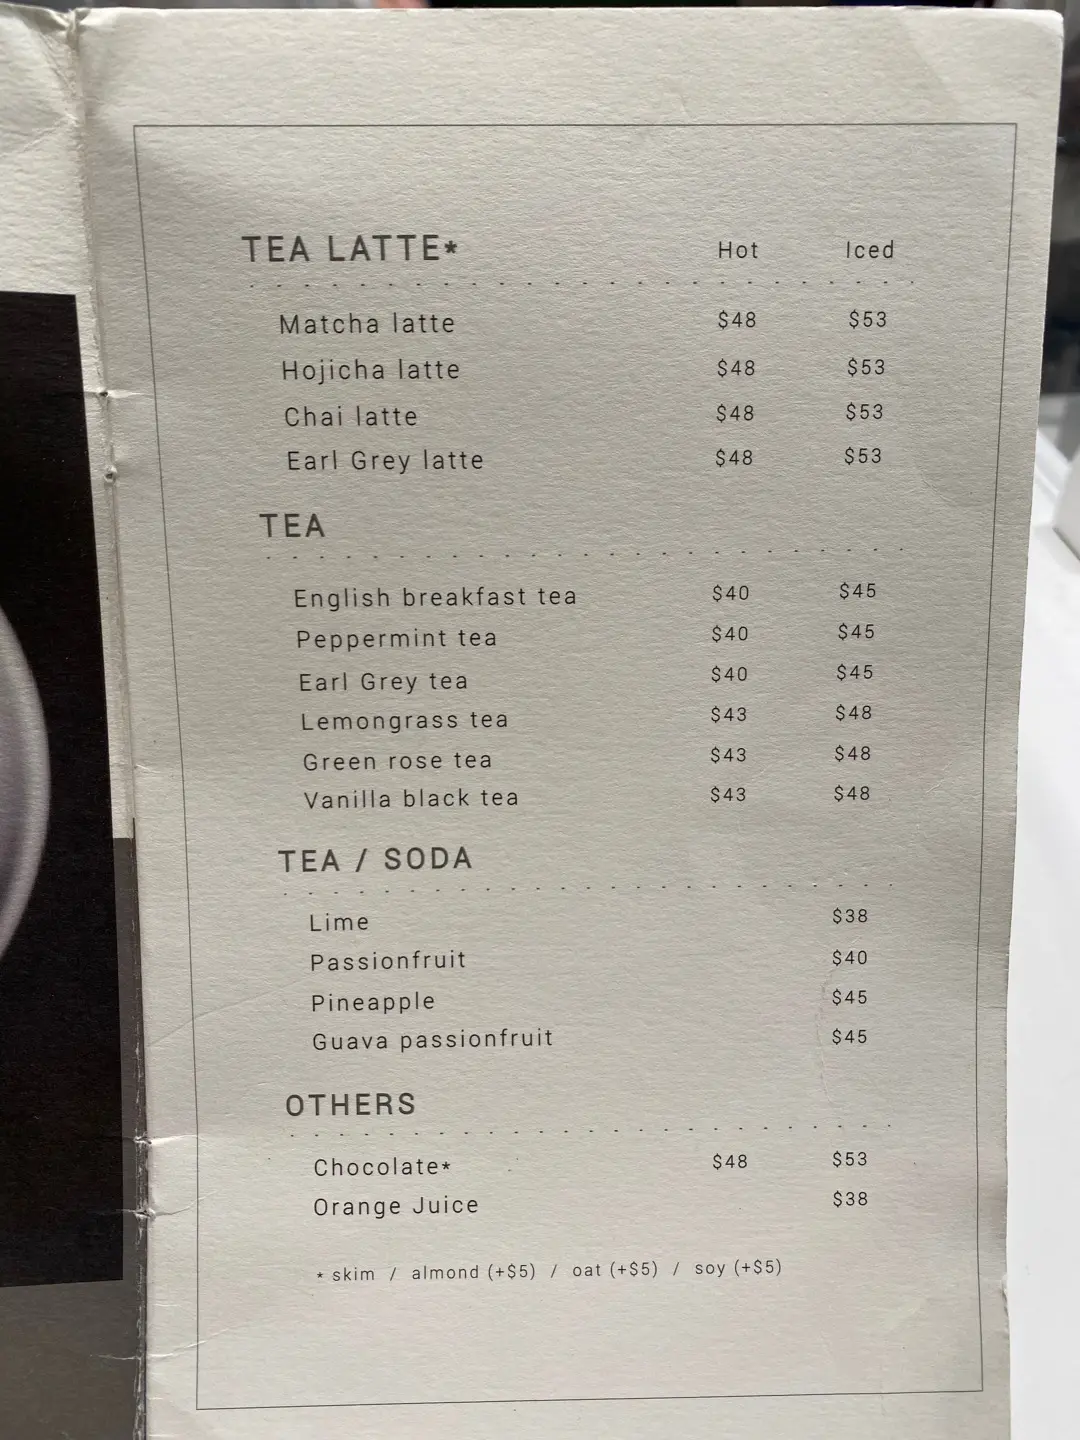 TEA LATTE* Hot Iced
Matcha latte $48 $53
Hojicha latte $48 $53
Chai latte $48 $53
Earl Grey latte $48 $53
TEA
English breakfast tea $40 $45
Peppermint tea $40 $45
Earl Grey tea $40 $45
Lemongrass tea $43 $48
Green rose tea $43 $48
Vanilla black tea $43 $48
TEA / SODA
Lime $38
Passionfruit $40
Pineapple $45
Guava passionfruit $45
OTHERS
Chocolate* $48 $53
Orange Juice $38
* skim / almond (+$5) / oat (+$5) / soy (+$5)